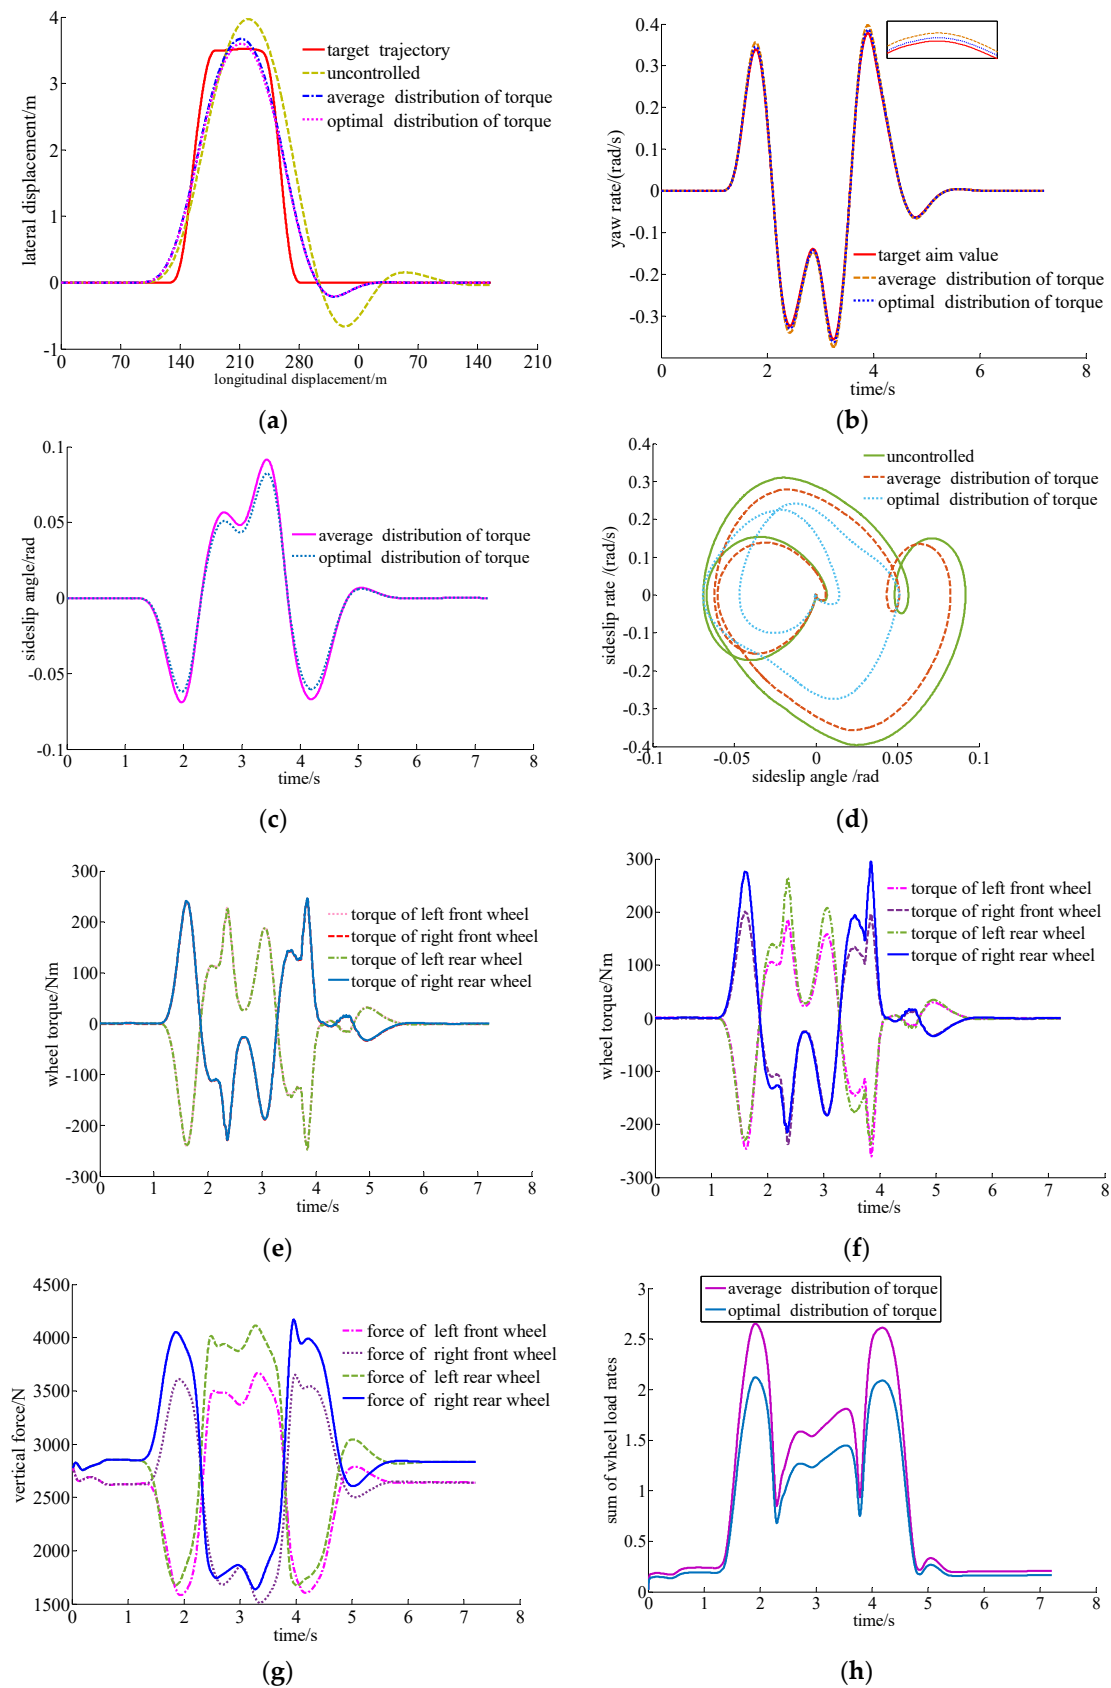 4
3
2
1
0
-1
lateral displacement/m
target trajectory
uncontrolled
average distribution of torque
optimal distribution of torque
0 70 140 210 280 0 70 140 210
longitudinal displacement/m
(a)
0.4
0.3
0.2
0.1
0
-0.1
-0.2
-0.3
yaw rate/(rad/s)
target aim value
average distribution of torque
optimal distribution of torque
0 2 4 6 8
time/s
(b)
0.1
0.05
0
-0.05
-0.1
sideslip angle/rad
average distribution of torque
optimal distribution of torque
0 1 2 3 4 5 6 7 8
time/s
(c)
0.4
0.3
0.2
0.1
0
-0.1
-0.2
-0.3
-0.4
sideslip rate /(rad/s)
uncontrolled
average distribution of torque
optimal distribution of torque
-0.1 -0.05 0 0.05 0.1
sideslip angle /rad
(d)
300
200
100
0
-100
-200
-300
wheel torque/Nm
torque of left front wheel
torque of right front wheel
torque of left rear wheel
torque of right rear wheel
0 1 2 3 4 5 6 7 8
time/s
(e)
300
200
100
0
-100
-200
-300
wheel torque/Nm
torque of left front wheel
torque of right front wheel
torque of left rear wheel
torque of right rear wheel
0 1 2 3 4 5 6 7 8
time/s
(f)
4500
4000
3500
3000
2500
2000
1500
vertical force/N
force of left front wheel
force of right front wheel
force of left rear wheel
force of right rear wheel
0 1 2 3 4 5 6 7 8
time/s
(g)
3
2.5
2
1.5
1
0.5
0
sum of wheel load rates
average distribution of torque
optimal distribution of torque
0 1 2 3 4 5 6 7 8
time/s
(h)